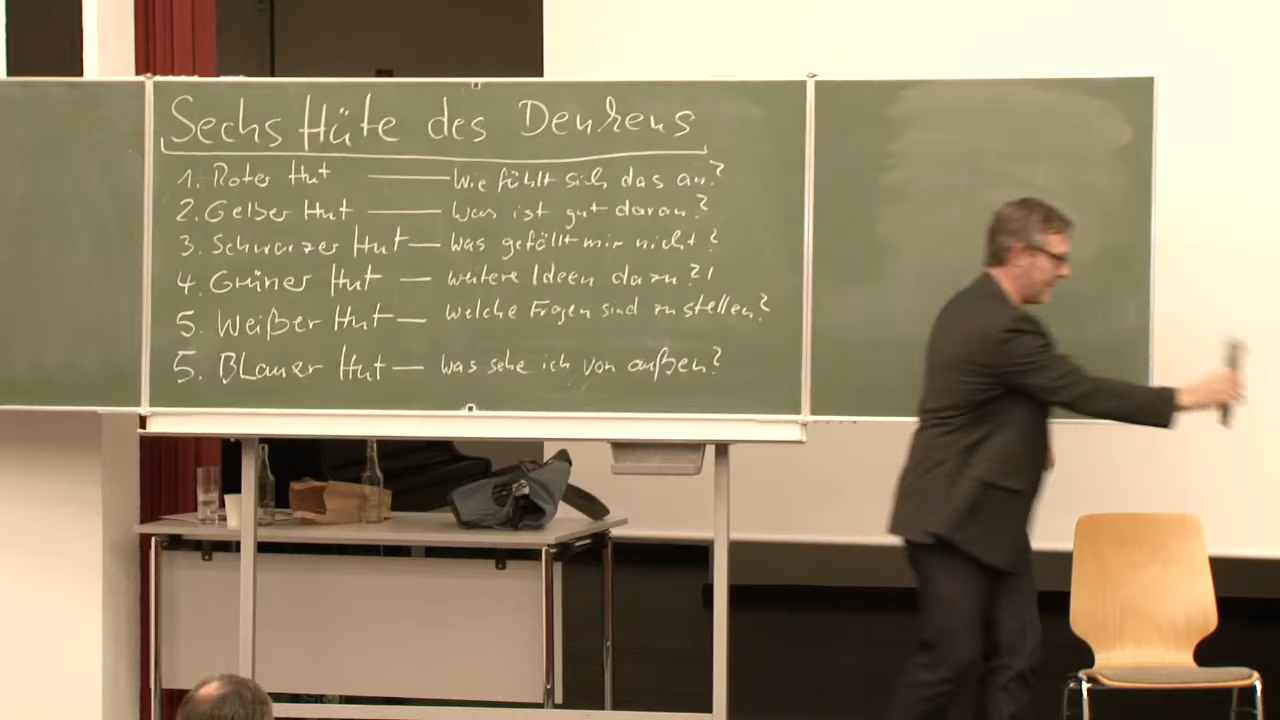 Sechs Hüte des Denkens
1. Roter Hut — Wie fühlt sich das an?
2. Gelber Hut — Was ist gut daran?
3. Schwarzer Hut — Was gefällt mir nicht?
4. Grüner Hut — weitere Ideen dazu?!
5. Weißer Hut — welche Fragen sind zu stellen?
5. Blauer Hut — was sehe ich von außen?